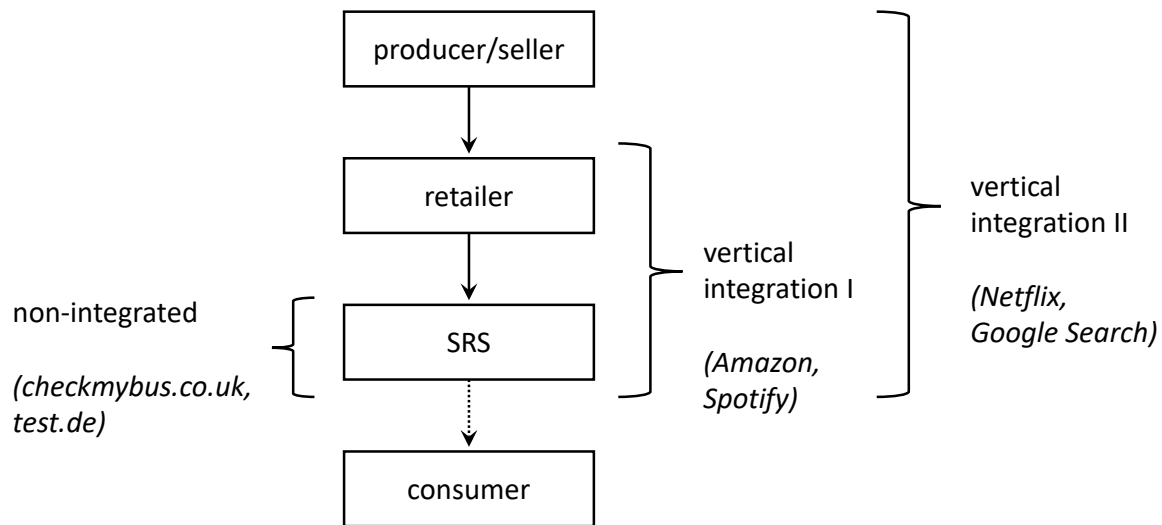 producer/seller
retailer
SRS
consumer
non-integrated
(checkmybus.co.uk,
test.de)
vertical
integration I
(Amazon,
Spotify)
vertical
integration II
(Netflix,
Google Search)